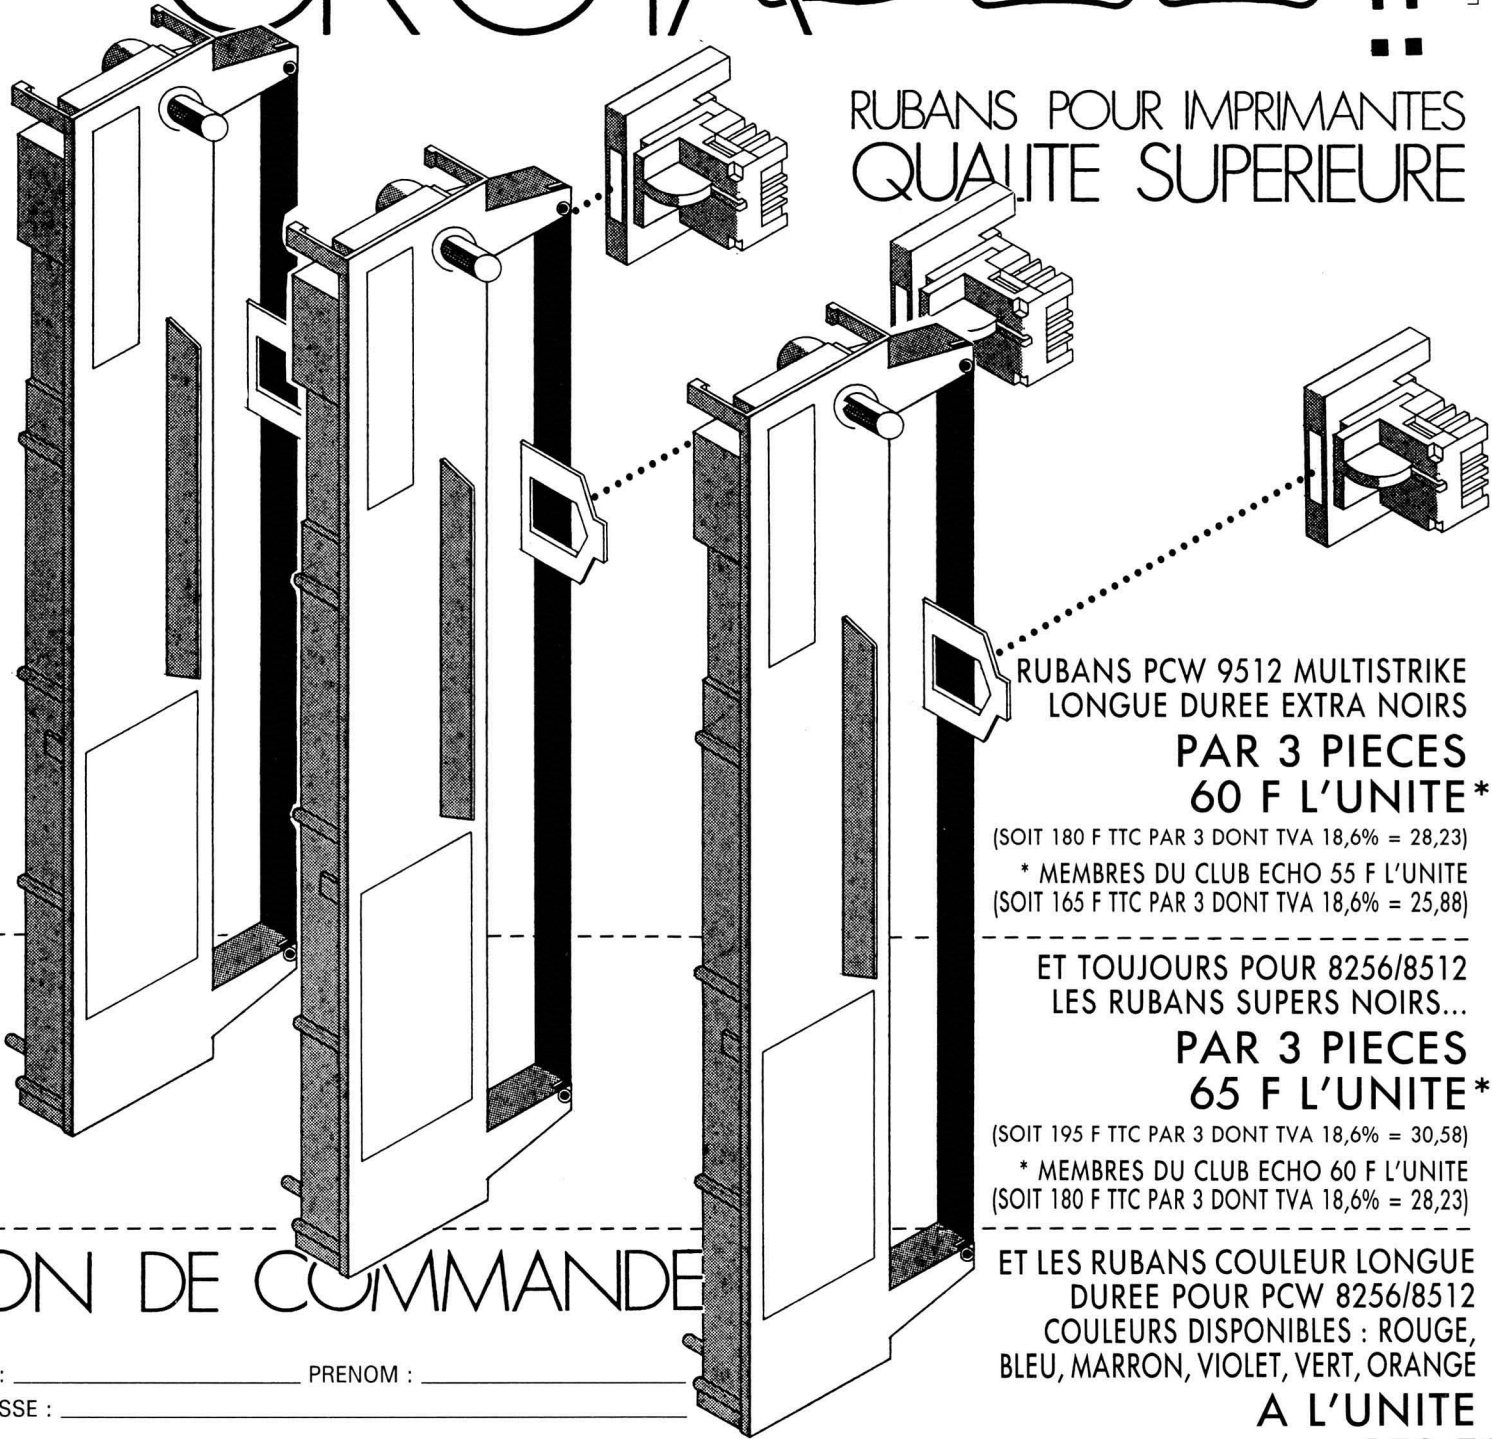 RUBANS POUR IMPRIMANTES
QUALITE SUPERIEURE
RUBANS PCW 9512 MULTISTRIKE
LONGUE DUREE EXTRA NOIRS
PAR 3 PIECES
60 F L'UNITE*
(SOIT 180 F TTC PAR 3 DONT TVA 18,6% = 28,23)
* MEMBRES DU CLUB ECHO 55 F L'UNITE
(SOIT 165 F TTC PAR 3 DONT TVA 18,6% = 25,88)
ET TOUJOURS POUR 8256/8512
LES RUBANS SUPERS NOIRS...
PAR 3 PIECES
65 F L'UNITE*
(SOIT 195 F TTC PAR 3 DONT TVA 18,6% = 30,58)
* MEMBRES DU CLUB ECHO 60 F L'UNITE
(SOIT 180 F TTC PAR 3 DONT TVA 18,6% = 28,23)
ET LES RUBANS COULEUR LONGUE
DUREE POUR PCW 8256/8512
COULEURS DISPONIBLES : ROUGE,
BLEU, MARRON, VIOLET, VERT, ORANGE
A L'UNITE
ON DE COMMANDE
: PRENOM :
SSE :